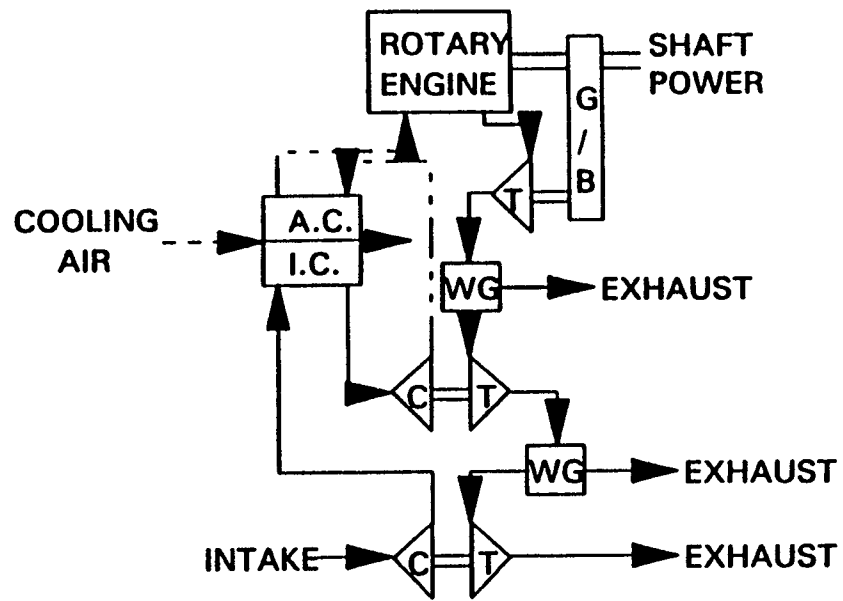 ROTARY
ENGINE
SHAFT
POWER
G
/
B
T
A.C.
I.C.
COOLING
AIR
WG
EXHAUST
C
T
WG
EXHAUST
INTAKE
C
T
EXHAUST